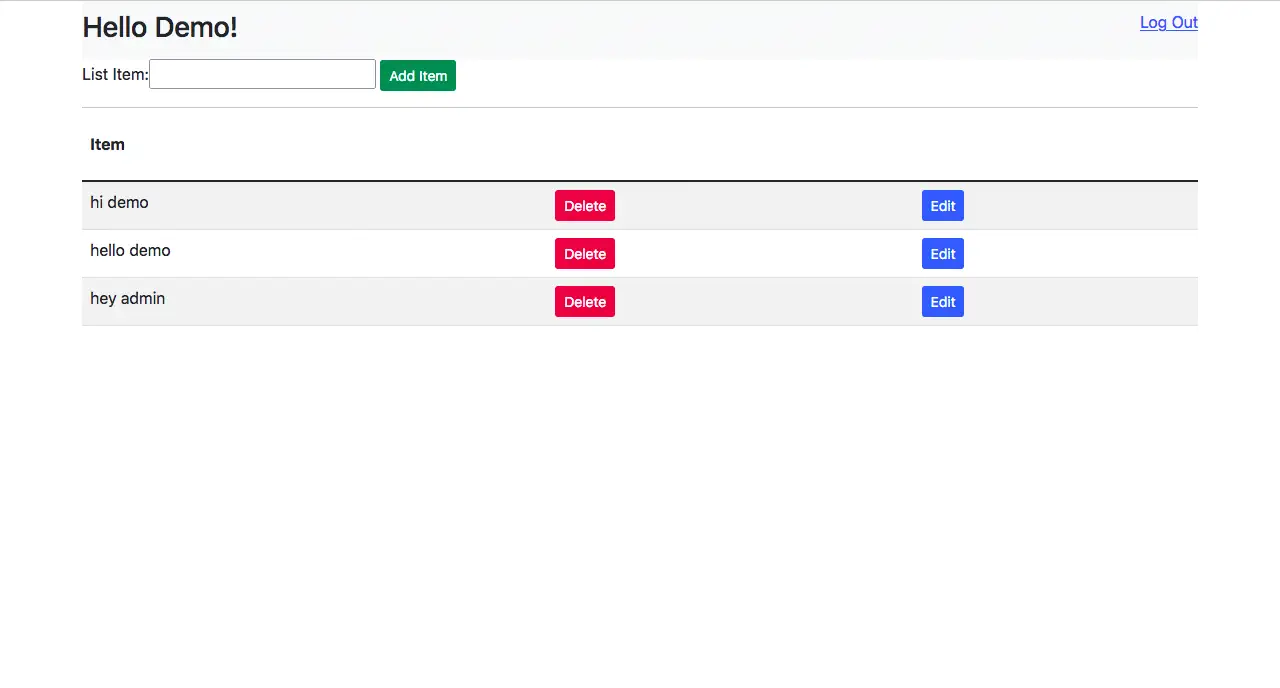 Hello Demo!
Log Out
List Item:
Add Item
Item
hi demo Delete Edit
hello demo Delete Edit
hey admin Delete Edit